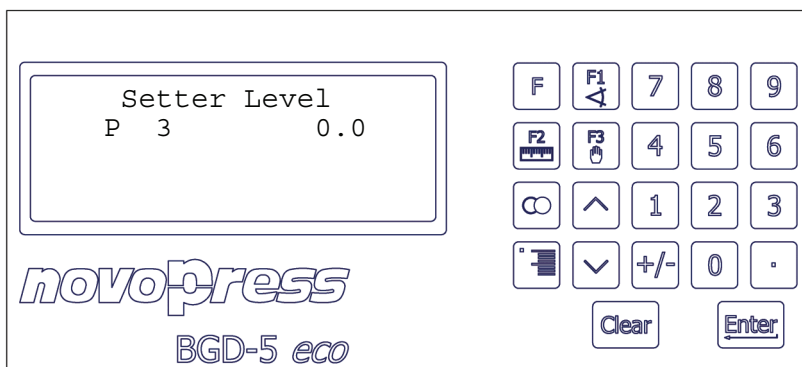 Setter Level
P 3 0.0
novopress
BGD-5 eco
F F1 7 8 9
F2 F3 4 5 6
1 2 3
+/- 0 .
Clear Enter